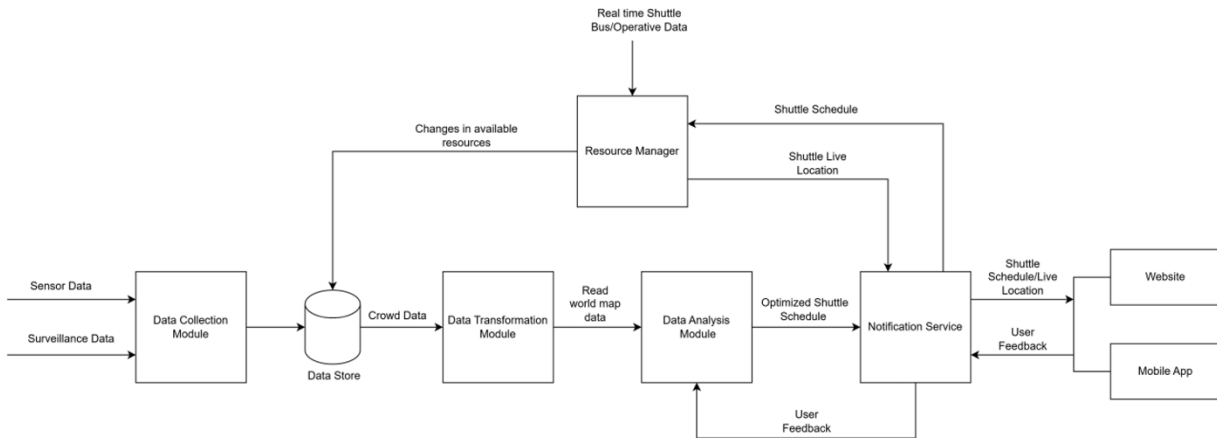 Real time Shuttle
Bus/Operative Data
Shuttle Schedule
Changes in available
resources
Resource Manager
Shuttle Live
Location
Sensor Data
Surveillance Data
Data Collection
Module
Data Store
Crowd Data
Data Transformation
Module
Read
world map
data
Data Analysis
Module
Optimized Shuttle
Schedule
Notification Service
Shuttle
Schedule/Live
Location
User
Feedback
Website
Mobile App
User
Feedback